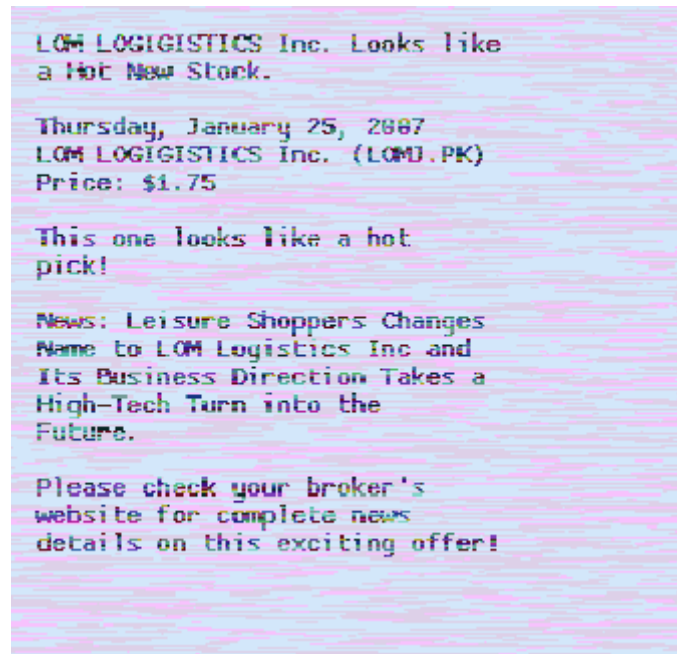 LOM LOGIGISTICS Inc. Looks like
a Hot New Stock.
Thursday, January 25, 2007
LOM LOGIGISTICS Inc. (LOMJ.PK)
Price: $1.75
This one looks like a hot
pick!
News: Leisure Shoppers Changes
Name to LOM Logistics Inc and
Its Business Direction Takes a
High-Tech Turn into the
Future.
Please check your broker's
website for complete news
details on this exciting offer!